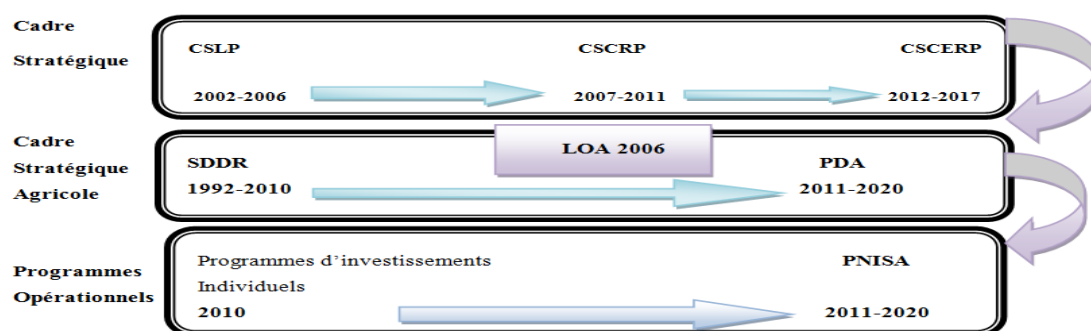 Cadre
Stratégique
CSLP CSCRP CSCERP
2002-2006 2007-2011 2012-2017
Cadre
Stratégique
Agricole
LOA 2006
SDDR PDA
1992-2010 2011-2020
Programmes
Opérationnels
Programmes d’investissements PNISA
Individuels
2010 2011-2020